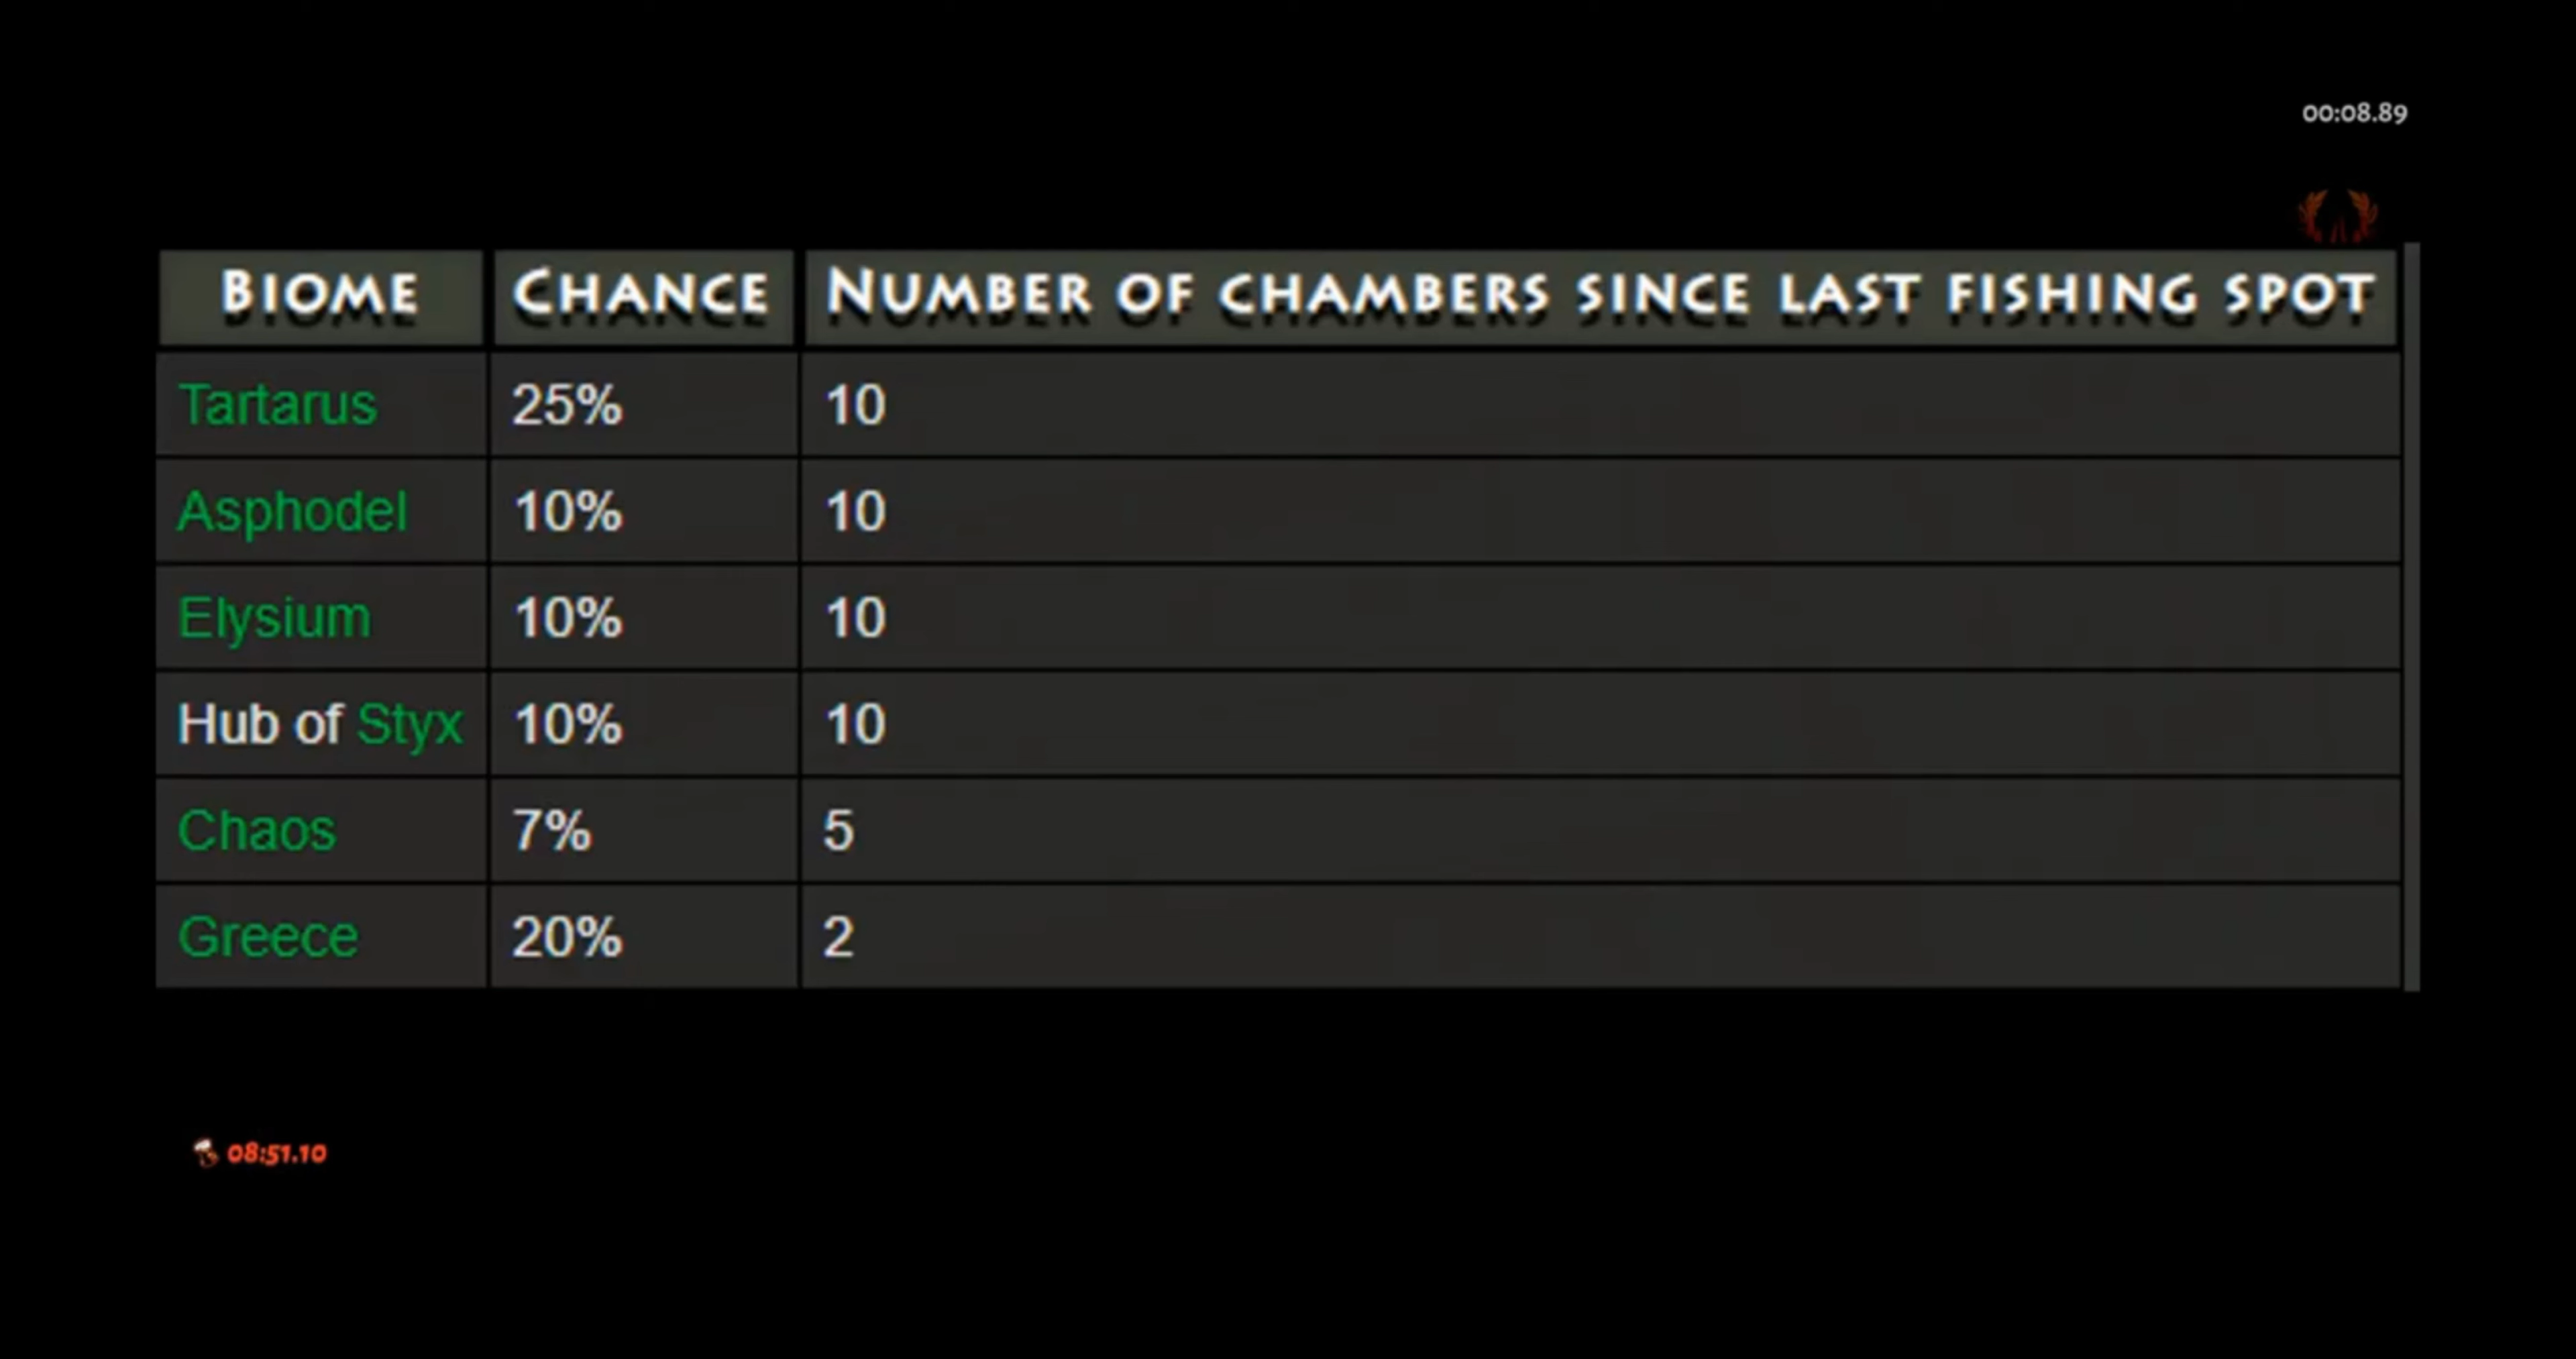 00:08.89
Biome Chance Number of chambers since last fishing spot
Tartarus 25% 10
Asphodel 10% 10
Elysium 10% 10
Hub of Styx 10% 10
Chaos 7% 5
Greece 20% 2
08:51.10